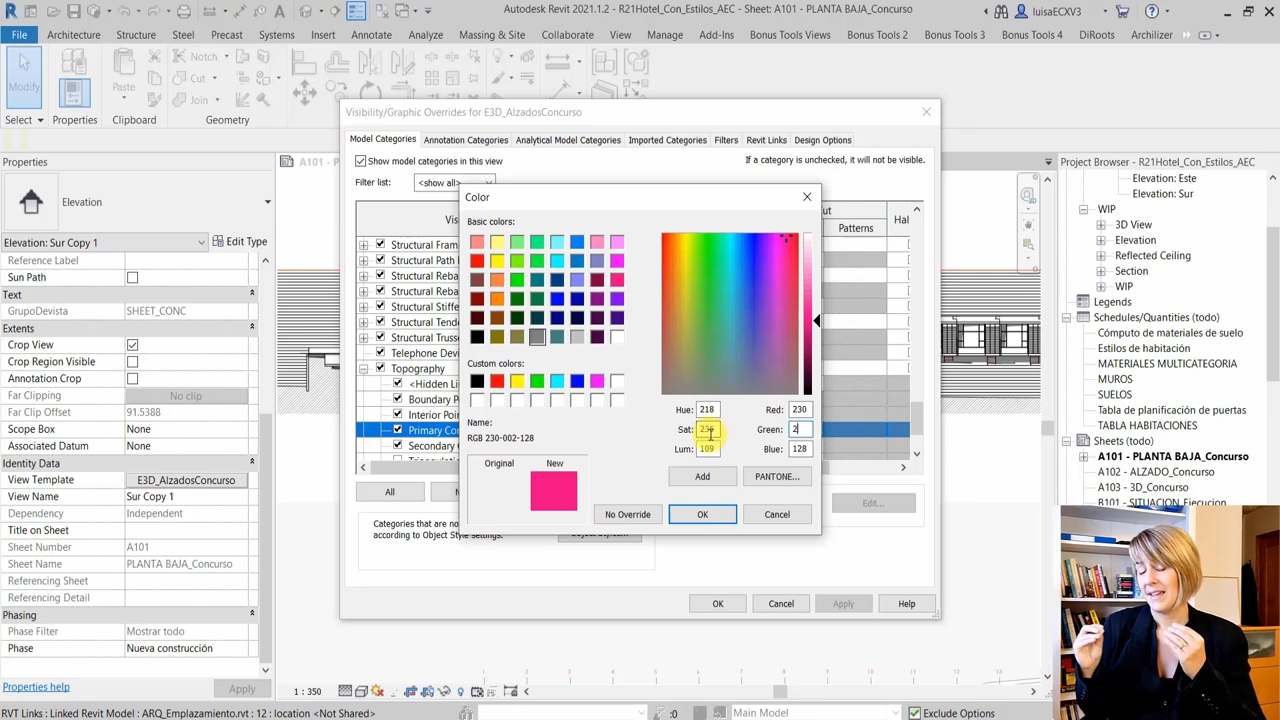 Autodesk Revit 2021.1.2 - R21Hotel_Con_Estilos_AEC - Sheet: A101 - PLANTA BAJA_Concurso
luisaECXV3
File Architecture Structure Steel Precast Systems Insert Annotate Analyze Massing & Site Collaborate View Manage Add-Ins Bonus Tools Views Bonus Tools 2 Bonus Tools 3 Bonus Tools 4 DiRoots Archilizer
Modify
Paste
Notch
Cut
Join
Select Properties Clipboard Geometry
Properties
Elevation
Elevation: Sur Copy 1
Edit Type
Reference Label
Sun Path
Text
GrupoDevista SHEET_CONC
Extents
Crop View
Crop Region Visible
Annotation Crop
Far Clipping No clip
Far Clip Offset 91.5388
Scope Box None
Associated Datum None
Identity Data
View Template E3D_AlzadosConcurso
View Name Sur Copy 1
Dependency Independent
Title on Sheet
Sheet Number A101
Sheet Name PLANTA BAJA_Concurso
Referencing Sheet
Referencing Detail
Phasing
Phase Filter Mostrar todo
Phase Nueva construcción
Properties help
Apply
A101 - P
Visibility/Graphic Overrides for E3D_AlzadosConcurso
Model Categories Annotation Categories Analytical Model Categories Imported Categories Filters Revit Links Design Options
Show model categories in this view
If a category is unchecked, it will not be visible.
Filter list: <show all>
Patterns
Structural Fram
Structural Path
Structural Reba
Structural Reba
Structural Stiffe
Structural Tend
Structural Truss
Telephone Devi
Topography
<Hidden Li
Boundary P
Interior Poin
Primary Con
Secondary
All
Edit...
Categories that are no
according to Object Style settings.
OK Cancel Apply Help
Color
Basic colors:
Custom colors:
Name:
RGB 230-002-128
Original New
Hue: 218 Red: 230
Sat: 236 Green: 2
Lum: 109 Blue: 128
Add PANTONE...
No Override OK Cancel
Project Browser - R21Hotel_Con_Estilos_AEC
Elevation: Este
Elevation: Sur
WIP
3D View
Elevation
Reflected Ceiling
Section
WIP
Legends
Schedules/Quantities (todo)
Cómputo de materiales de suelo
Estilos de habitación
MATERIALES MULTICATEGORIA
MUROS
SUELOS
Tabla de planificación de puertas
Sheets (todo)
A101 - PLANTA BAJA_Concurso
A102 - ALZADO_Concurso
A103 - 3D_Concurso
B101 - SITUACION_Ejecucion
1 : 350
RVT Links : Linked Revit Model : ARQ_Emplazamiento.rvt : 12 : location <Not Shared>
:0
Main Model
Exclude Options